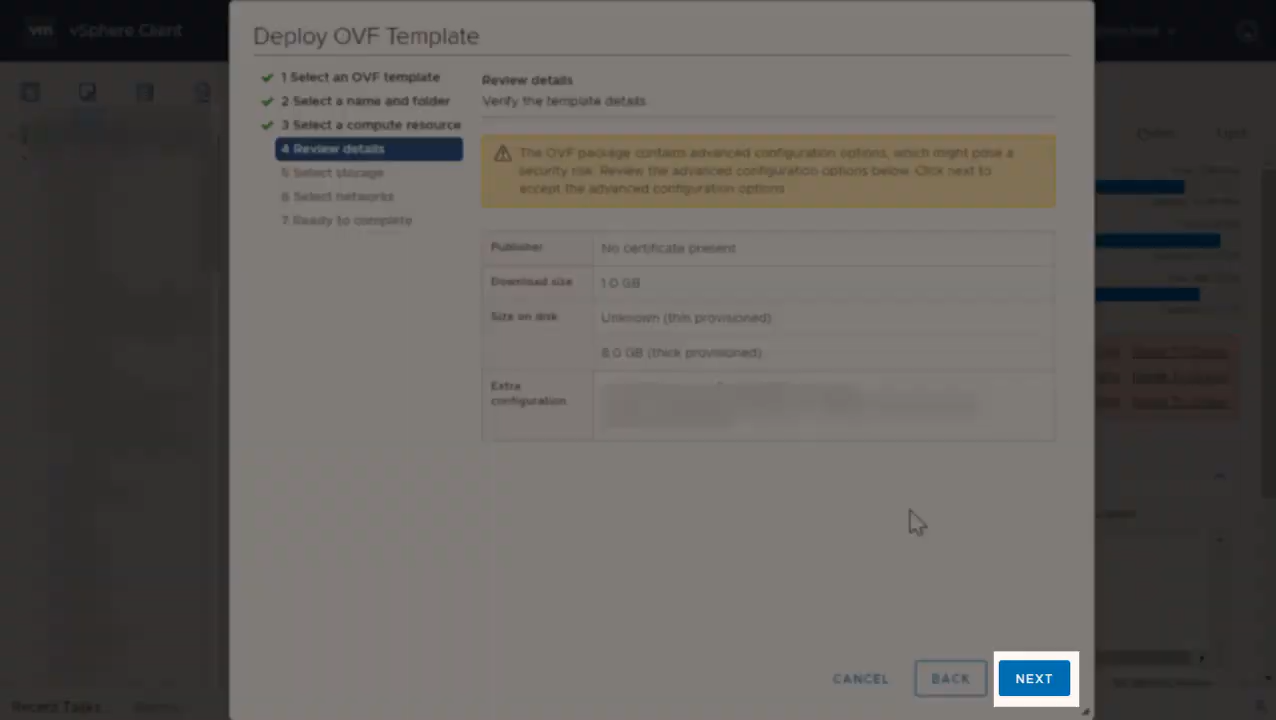 vm vSphere Client
Deploy OVF Template
1 Select an OVF template
2 Select a name and folder
3 Select a compute resource
4 Review details
5 Select storage
6 Select networks
7 Ready to complete
Review details
Verify the template details.
The OVF package contains advanced configuration options, which might pose a
security risk. Review the advanced configuration options below. Click next to
accept the advanced configuration options.
Publisher No certificate present
Download size 1.0 GB
Size on disk Unknown (thin provisioned)
8.0 GB (thick provisioned)
Extra
configuration
CANCEL BACK NEXT
Recent Tasks